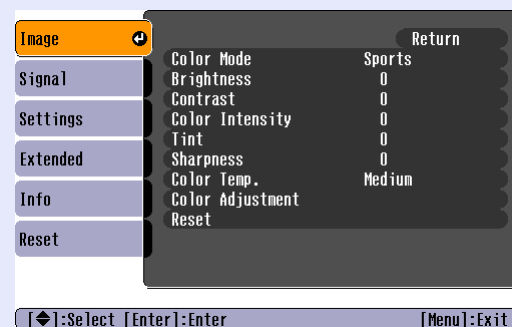 Image
Signal
Settings
Extended
Info
Reset
Return
Color Mode Sports
Brightness 0
Contrast 0
Color Intensity 0
Tint 0
Sharpness 0
Color Temp. Medium
Color Adjustment
Reset
[◆]:Select [Enter]:Enter [Menu]:Exit